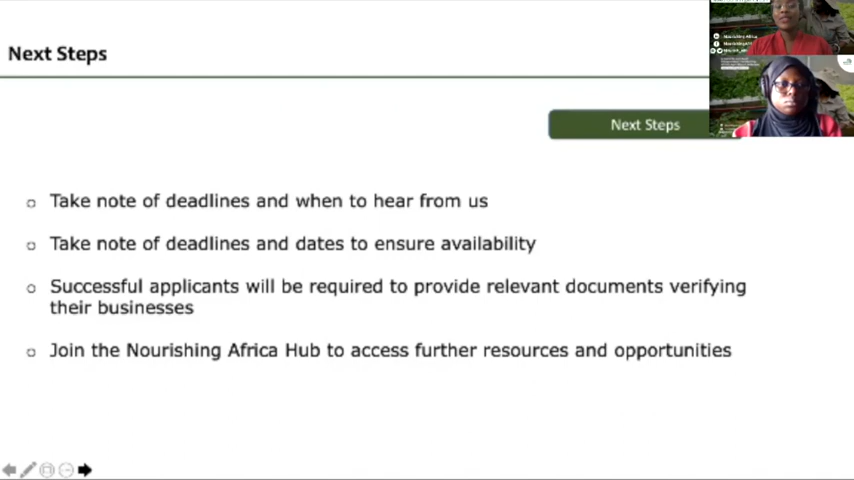 Next Steps
Next Steps
o Take note of deadlines and when to hear from us
o Take note of deadlines and dates to ensure availability
o Successful applicants will be required to provide relevant documents verifying
their businesses
o Join the Nourishing Africa Hub to access further resources and opportunities